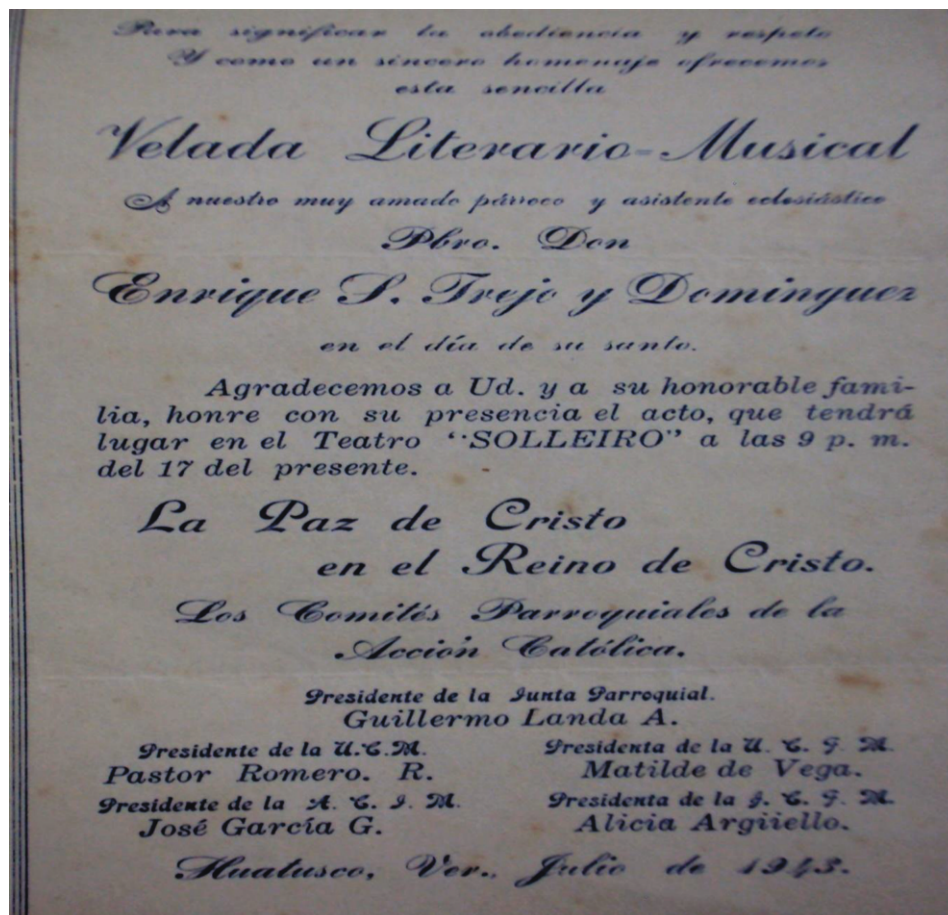 Para significar la obediencia y respeto
Y como un sincero homenaje ofrecemos
esta sencilla
Velada Literario-Musical
A nuestro muy amado párroco y asistente eclesiástico
Pbro. Don
Enrique S. Trejo y Dominguez
en el día de su santo.
Agradecemos a Ud. y a su honorable fami-
lia, honre con su presencia el acto, que tendrá
lugar en el Teatro "SOLLEIRO" a las 9 p. m.
del 17 del presente.
La Paz de Cristo
en el Reino de Cristo.
Los Comités Parroquiales de la
Acción Católica.
Presidente de la Junta Parroquial.
Guillermo Landa A.
Presidente de la U.C.M. Presidenta de la U. C. F. M.
Pastor Romero. R. Matilde de Vega.
Presidente de la A. C. J. M. Presidenta de la J. C. F. M.
José García G. Alicia Argüello.
Huatusco, Ver., Julio de 1943.